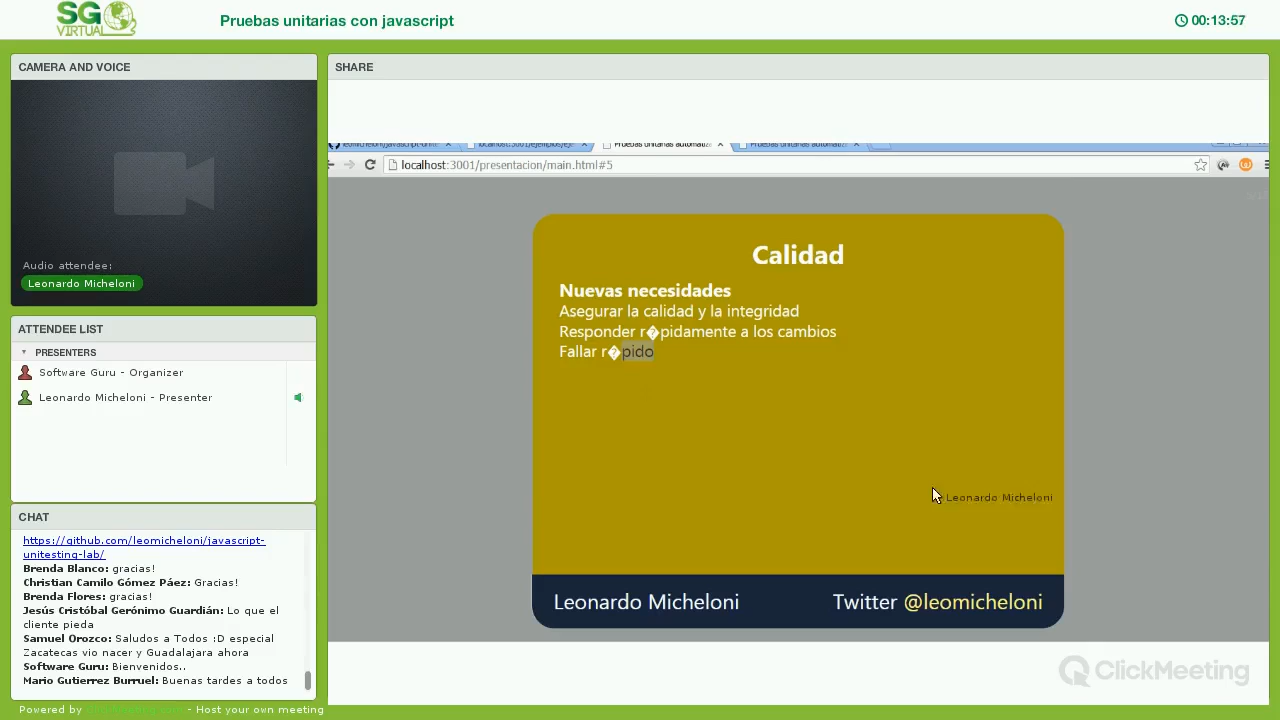 SG
VIRTUAL
Pruebas unitarias con javascript
00:13:57
CAMERA AND VOICE
Audio attendee:
Leonardo Micheloni
ATTENDEE LIST
PRESENTERS
Software Guru - Organizer
Leonardo Micheloni - Presenter
CHAT
https://github.com/leomicheloni/javascript-
unitesting-lab/
Brenda Blanco: gracias!
Christian Camilo Gómez Páez: Gracias!
Brenda Flores: gracias!
Jesús Cristóbal Gerónimo Guardián: Lo que el
cliente pieda
Samuel Orozco: Saludos a Todos :D especial
Zacatecas vio nacer y Guadalajara ahora
Software Guru: Bienvenidos..
Mario Gutierrez Burruel: Buenas tardes a todos
Powered by ClickMeeting.com - Host your own meeting
SHARE
localhost:3001/presentacion/main.html#5
Calidad
Nuevas necesidades
Asegurar la calidad y la integridad
Responder r�pidamente a los cambios
Fallar r�pido
Leonardo Micheloni
Leonardo Micheloni
Twitter @leomicheloni
ClickMeeting